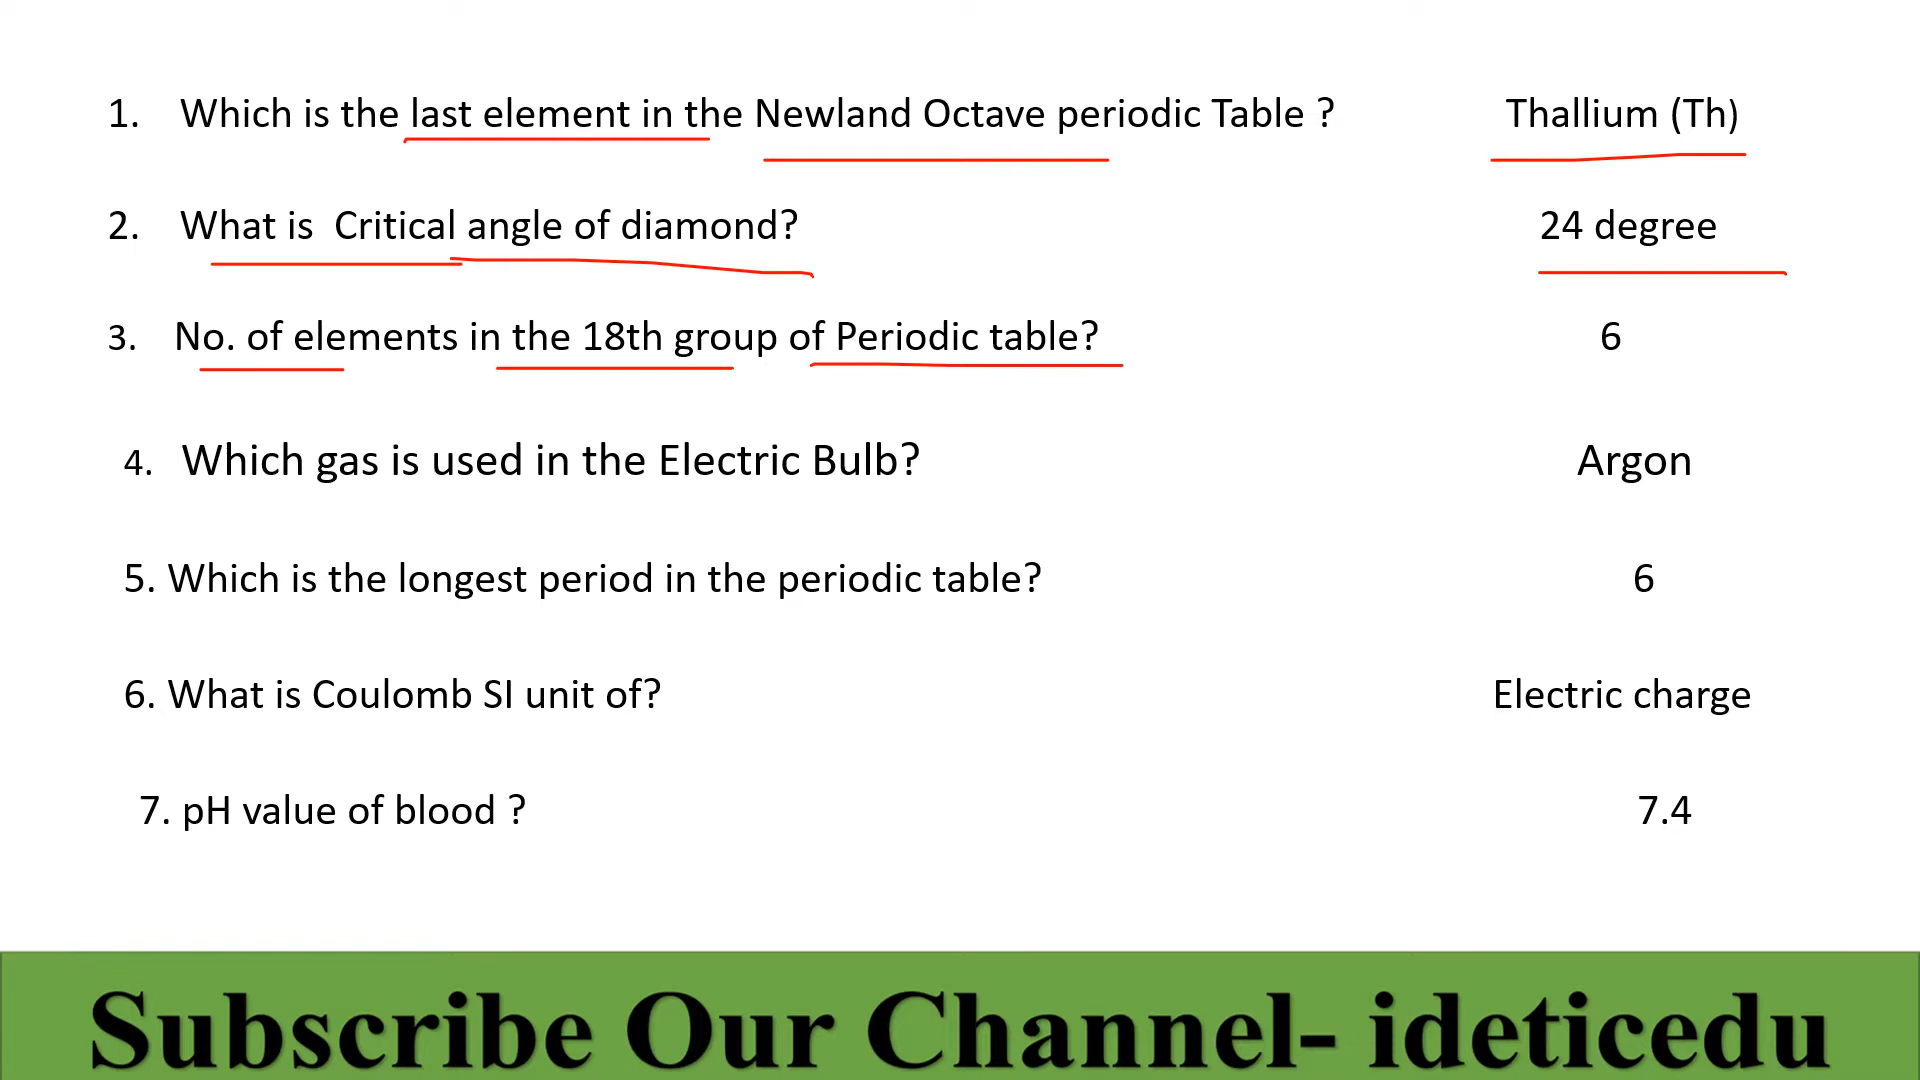 1. Which is the last element in the Newland Octave periodic Table ? Thallium (Th)
2. What is Critical angle of diamond? 24 degree
3. No. of elements in the 18th group of Periodic table? 6
4. Which gas is used in the Electric Bulb? Argon
5. Which is the longest period in the periodic table? 6
6. What is Coulomb SI unit of? Electric charge
7. pH value of blood ? 7.4
Subscribe Our Channel- ideticedu